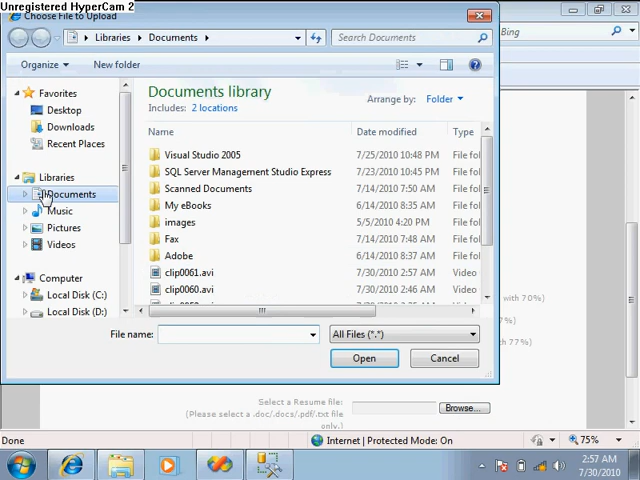 Unregistered HyperCam 2
Choose File to Upload
Libraries Documents
Search Documents
Bing
Organize
New folder
Favorites
Desktop
Downloads
Recent Places
Libraries
Documents
Music
Pictures
Videos
Computer
Local Disk (C:)
Local Disk (D:)
Documents library
Includes: 2 locations
Arrange by: Folder
Name Date modified Type
Visual Studio 2005 7/25/2010 10:48 PM File fol
SQL Server Management Studio Express 7/23/2010 10:45 PM File fol
Scanned Documents 7/14/2010 7:50 AM File fol
My eBooks 6/14/2010 8:37 AM File fol
images 5/5/2010 4:20 PM File fol
Fax 7/14/2010 7:48 AM File fol
Adobe 6/14/2010 8:37 AM File fol
clip0061.avi 7/30/2010 2:57 AM Video
clip0060.avi 7/30/2010 2:46 AM Video
File name:
All Files (*.*)
Open
Cancel
with 70%)
%)
with 77%)
Select a Resume file:
Browse...
(Please select a .doc/.docs/.pdf/.txt file
only.)
Done
Internet | Protected Mode: On
75%
2:57 AM
7/30/2010